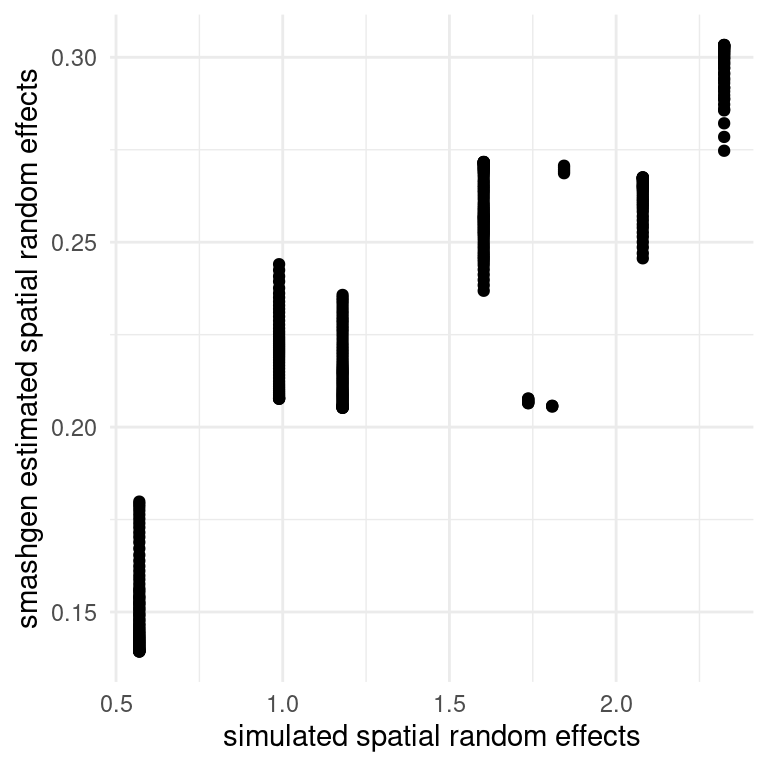 smashgen estimated spatial random effects
0.30
0.25
0.20
0.15
0.5 1.0 1.5 2.0
simulated spatial random effects